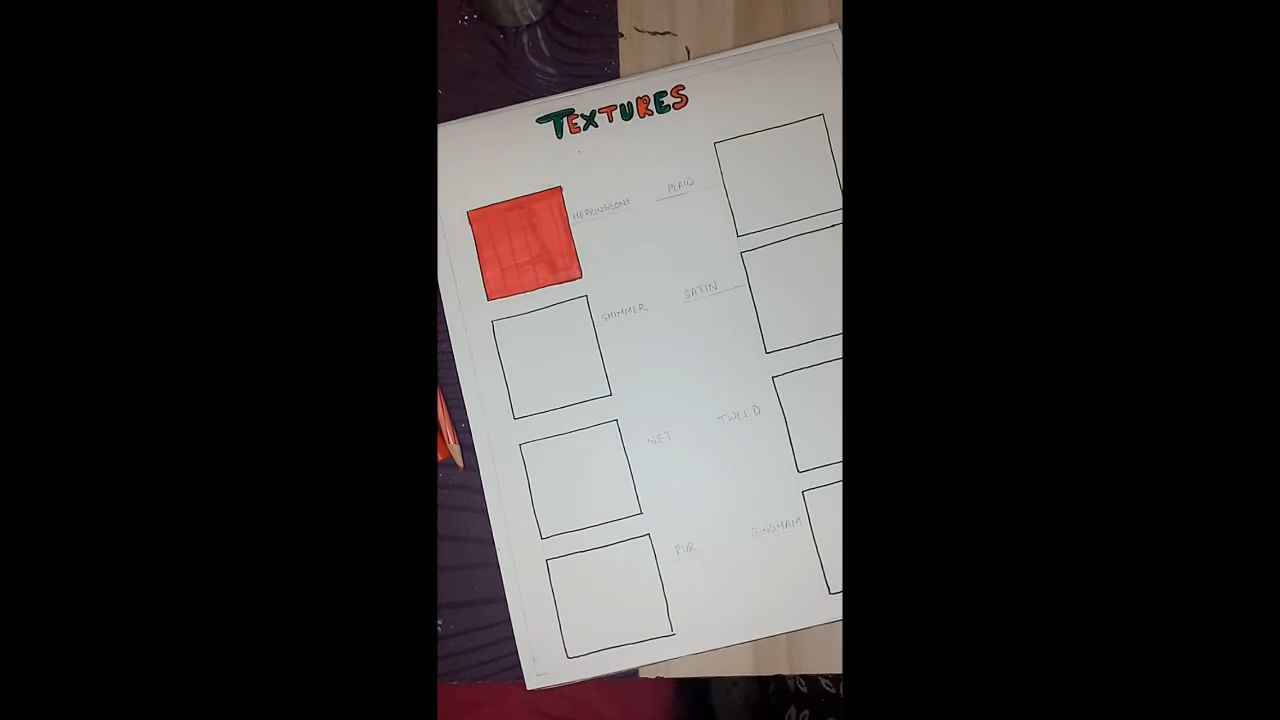 TEXTURES
HERRINGBONE
PLAID
SHIMMER
SATIN
NET
TWEED
FUR
GINGHAM